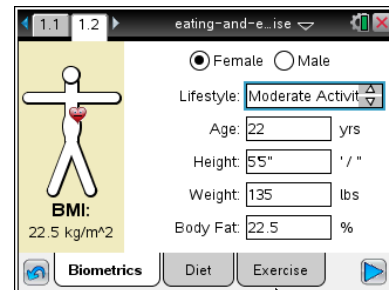 1.1 1.2 eating-and-e...ise
Female Male
Lifestyle: Moderate Activit
Age: 22 yrs
Height: 5'5" '/"
Weight: 135 lbs
Body Fat: 22.5 %
BMI:
22.5 kg/m^2
Biometrics Diet Exercise